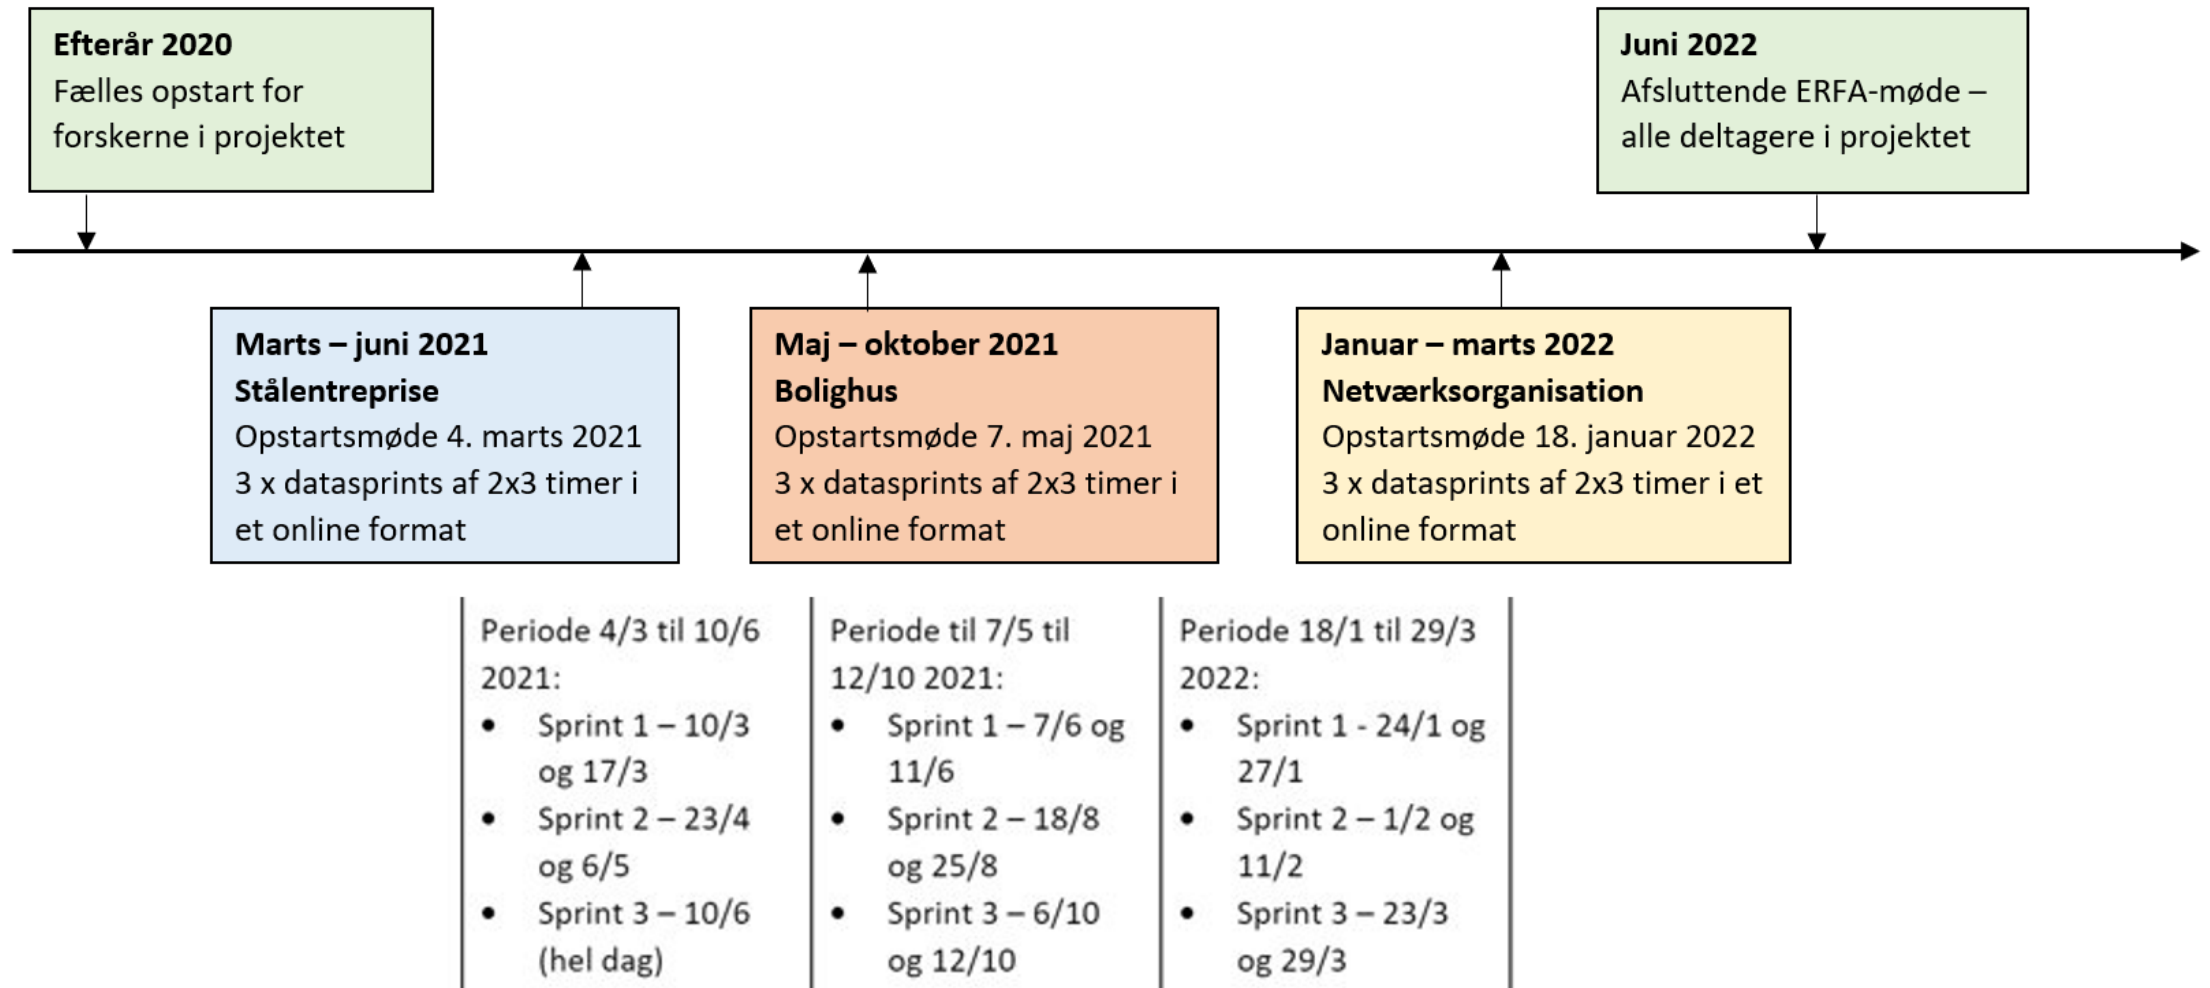 Efterår 2020
Fælles opstart for
forskerne i projektet
Juni 2022
Afsluttende ERFA-møde –
alle deltagere i projektet
Marts – juni 2021
Stålentreprise
Opstartsmøde 4. marts 2021
3 x datasprints af 2x3 timer i
et online format
Maj – oktober 2021
Bolighus
Opstartsmøde 7. maj 2021
3 x datasprints af 2x3 timer i
et online format
Januar – marts 2022
Netværksorganisation
Opstartsmøde 18. januar 2022
3 x datasprints af 2x3 timer i et
online format
Periode 4/3 til 10/6
2021:
• Sprint 1 – 10/3
og 17/3
• Sprint 2 – 23/4
og 6/5
• Sprint 3 – 10/6
(hel dag)
Periode til 7/5 til
12/10 2021:
• Sprint 1 – 7/6 og
11/6
• Sprint 2 – 18/8
og 25/8
• Sprint 3 – 6/10
og 12/10
Periode 18/1 til 29/3
2022:
• Sprint 1 - 24/1 og
27/1
• Sprint 2 – 1/2 og
11/2
• Sprint 3 – 23/3
og 29/3